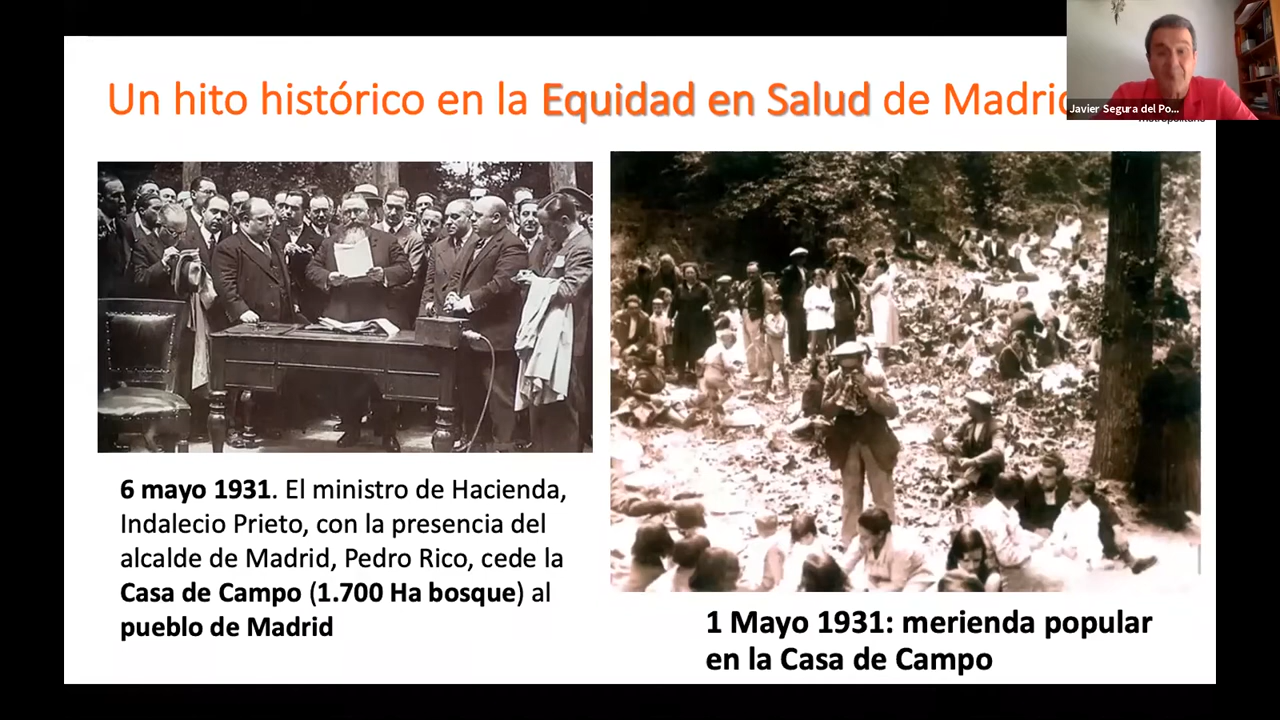 Un hito histórico en la Equidad en Salud de Madrid
Javier Segura del Po...
metropolitano
6 mayo 1931. El ministro de Hacienda,
Indalecio Prieto, con la presencia del
alcalde de Madrid, Pedro Rico, cede la
Casa de Campo (1.700 Ha bosque) al
pueblo de Madrid
1 Mayo 1931: merienda popular
en la Casa de Campo